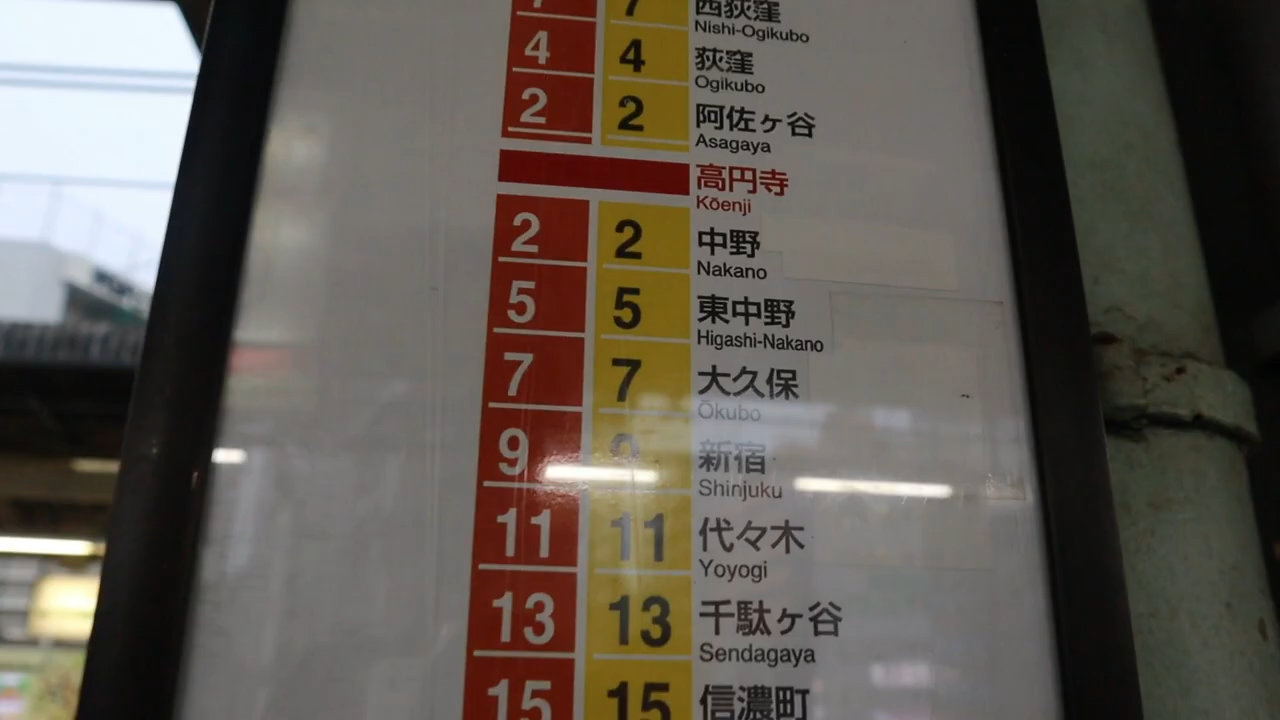 7 7 西荻窪
Nishi-Ogikubo
4 4 荻窪
Ogikubo
2 2 阿佐ヶ谷
Asagaya
高円寺
Kōenji
2 2 中野
Nakano
5 5 東中野
Higashi-Nakano
7 7 大久保
Ōkubo
9 9 新宿
Shinjuku
11 11 代々木
Yoyogi
13 13 千駄ヶ谷
Sendagaya
15 15 信濃町